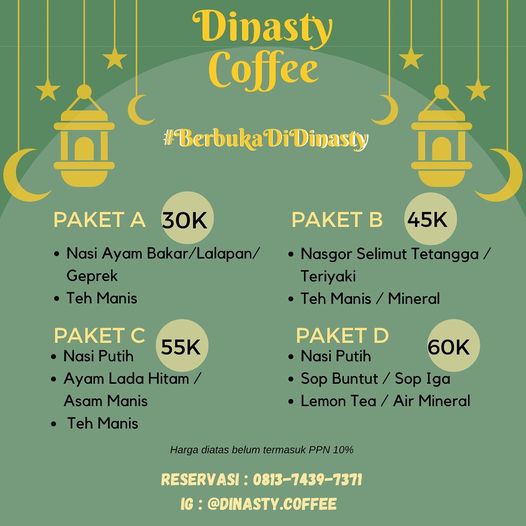 Dinasty
Coffee
#BerbukaDiDinasty
PAKET A 30K
Nasi Ayam Bakar/Lalapan/
Geprek
Teh Manis
PAKET B 45K
Nasgor Selimut Tetangga /
Teriyaki
Teh Manis / Mineral
PAKET C 55K
Nasi Putih
Ayam Lada Hitam /
Asam Manis
Teh Manis
PAKET D 60K
Nasi Putih
Sop Buntut / Sop Iga
Lemon Tea / Air Mineral
Harga diatas belum termasuk PPN 10%
RESERVASI : 0813-7439-7371
IG : @DINASTY.COFFEE